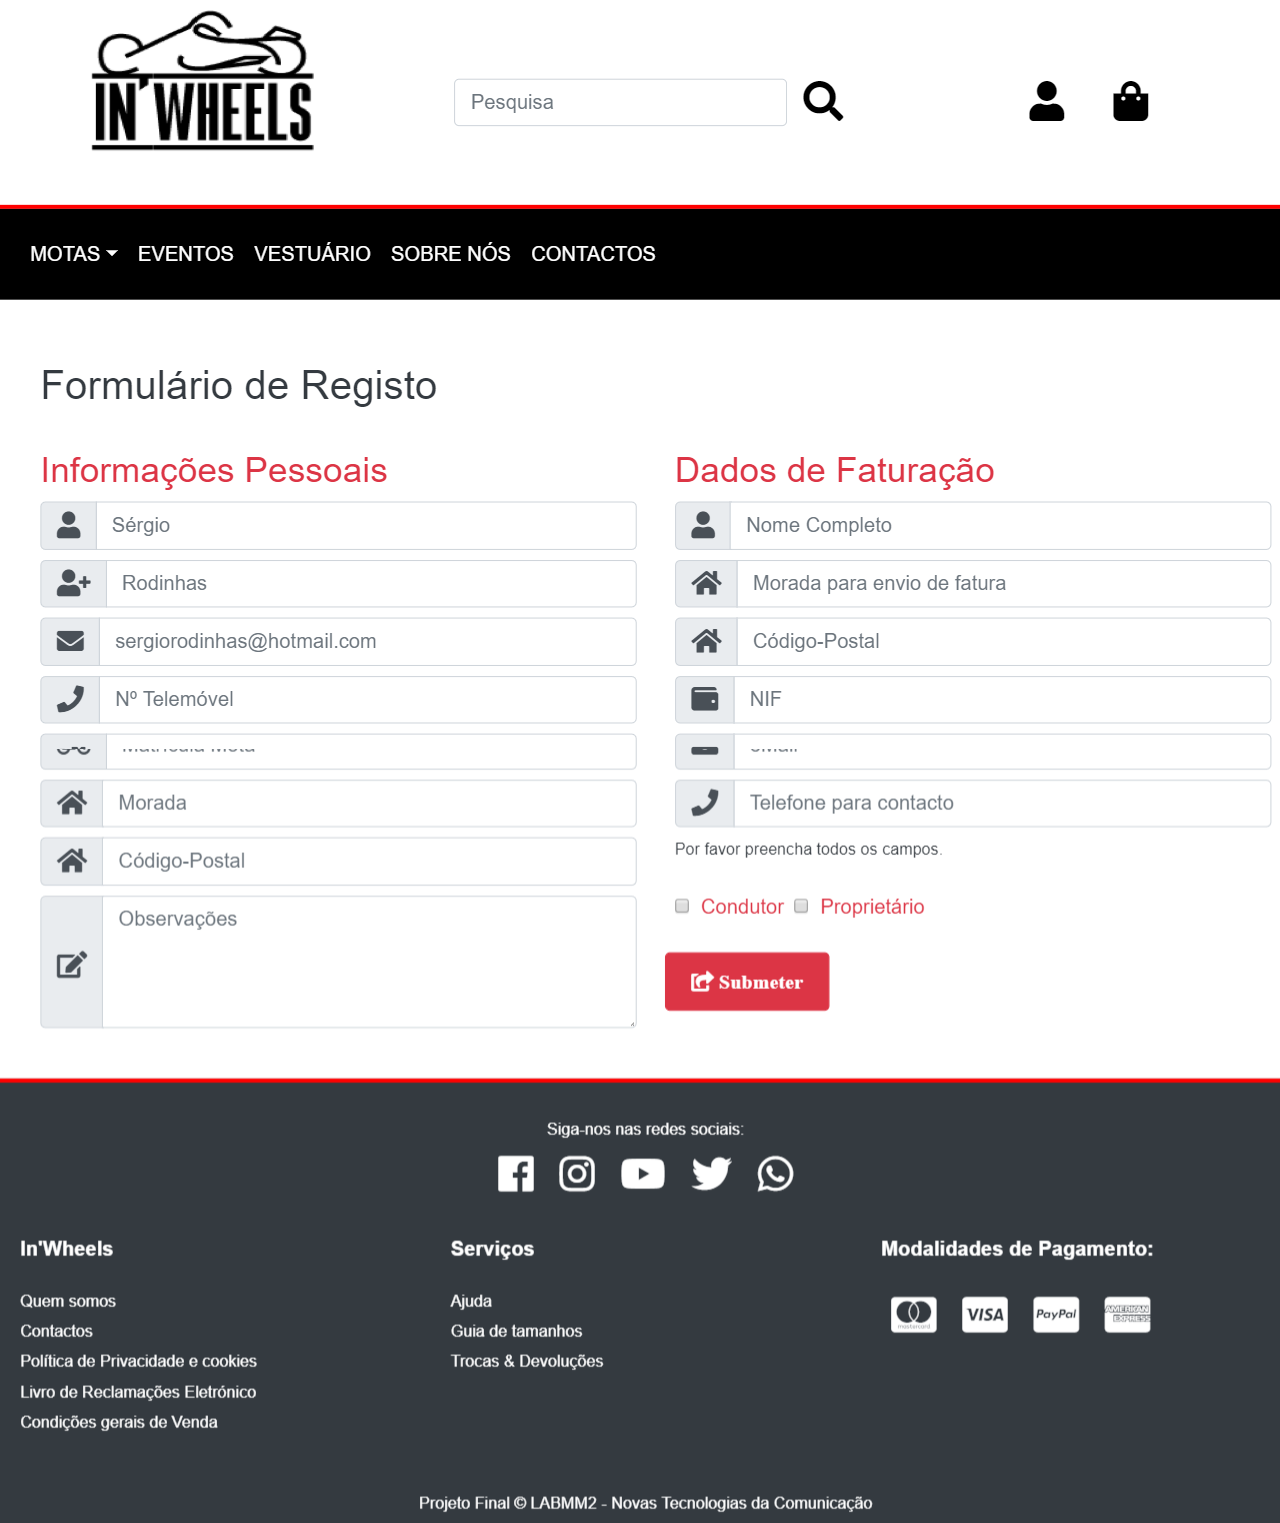 IN'WHEELS
Pesquisa
MOTAS EVENTOS VESTUÁRIO SOBRE NÓS CONTACTOS
Formulário de Registo
Informações Pessoais
Sérgio
Rodinhas
sergiorodinhas@hotmail.com
Nº Telemóvel
Matrícula Mota
Morada
Código-Postal
Observações
Dados de Faturação
Nome Completo
Morada para envio de fatura
Código-Postal
NIF
eMail
Telefone para contacto
Por favor preencha todos os campos.
Condutor Proprietário
Submeter
Siga-nos nas redes sociais:
In'Wheels
Quem somos
Contactos
Política de Privacidade e cookies
Livro de Reclamações Eletrónico
Condições gerais de Venda
Serviços
Ajuda
Guia de tamanhos
Trocas & Devoluções
Modalidades de Pagamento:
mastercard VISA PayPal AMERICAN EXPRESS
Projeto Final © LABMM2 - Novas Tecnologias da Comunicação